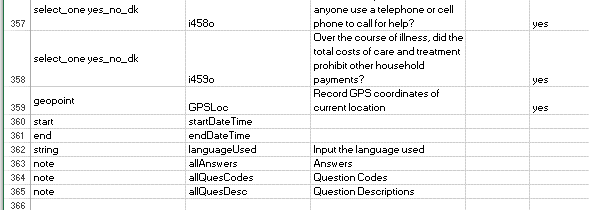 anyone use a telephone or cell
357 select_one yes_no_dk i458o phone to call for help? yes
Over the course of illness, did the
total costs of care and treatment
select_one yes_no_dk prohibit other household
358 i459o payments? yes
geopoint Record GPS coordinates of
359 GPSLoc current location yes
360 start startDateTime
361 end endDateTime
362 string languageUsed Input the language used
363 note allAnswers Answers
364 note allQuesCodes Question Codes
365 note allQuesDesc Question Descriptions
366